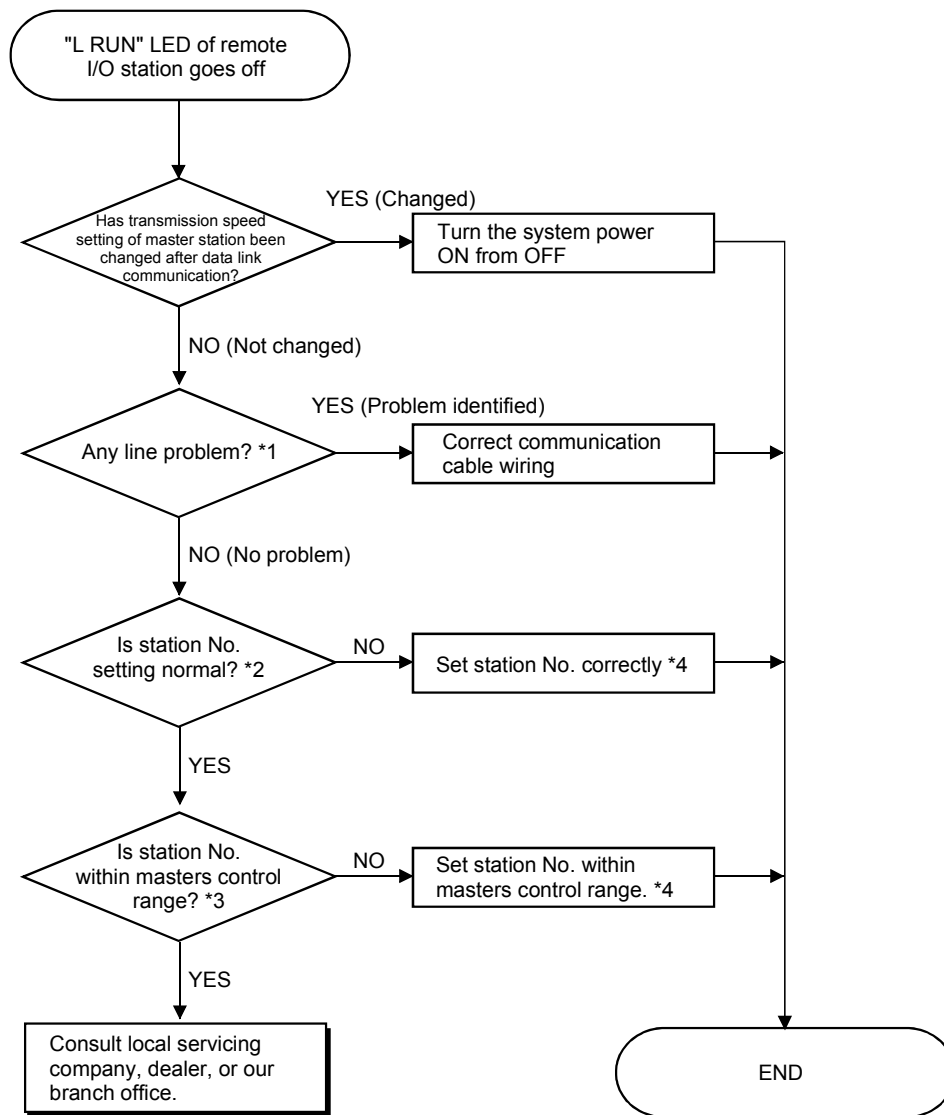 "L RUN" LED of remote
I/O station goes off
Has transmission speed
setting of master station been
changed after data link
communication?
YES (Changed)
Turn the system power
ON from OFF
NO (Not changed)
Any line problem? *1
YES (Problem identified)
Correct communication
cable wiring
NO (No problem)
Is station No.
setting normal? *2
NO
Set station No. correctly *4
YES
Is station No.
within masters control
range? *3
NO
Set station No. within
masters control range. *4
YES
Consult local servicing
company, dealer, or our
branch office.
END